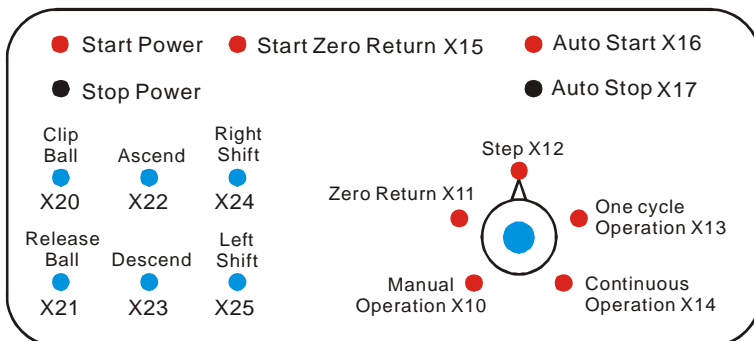 Start Power
Start Zero Return X15
Auto Start X16
Stop Power
Auto Stop X17
Clip
Ball
X20
Ascend
X22
Right
Shift
X24
Release
Ball
X21
Descend
X23
Left
Shift
X25
Step X12
Zero Return X11
One cycle
Operation X13
Manual
Operation X10
Continuous
Operation X14